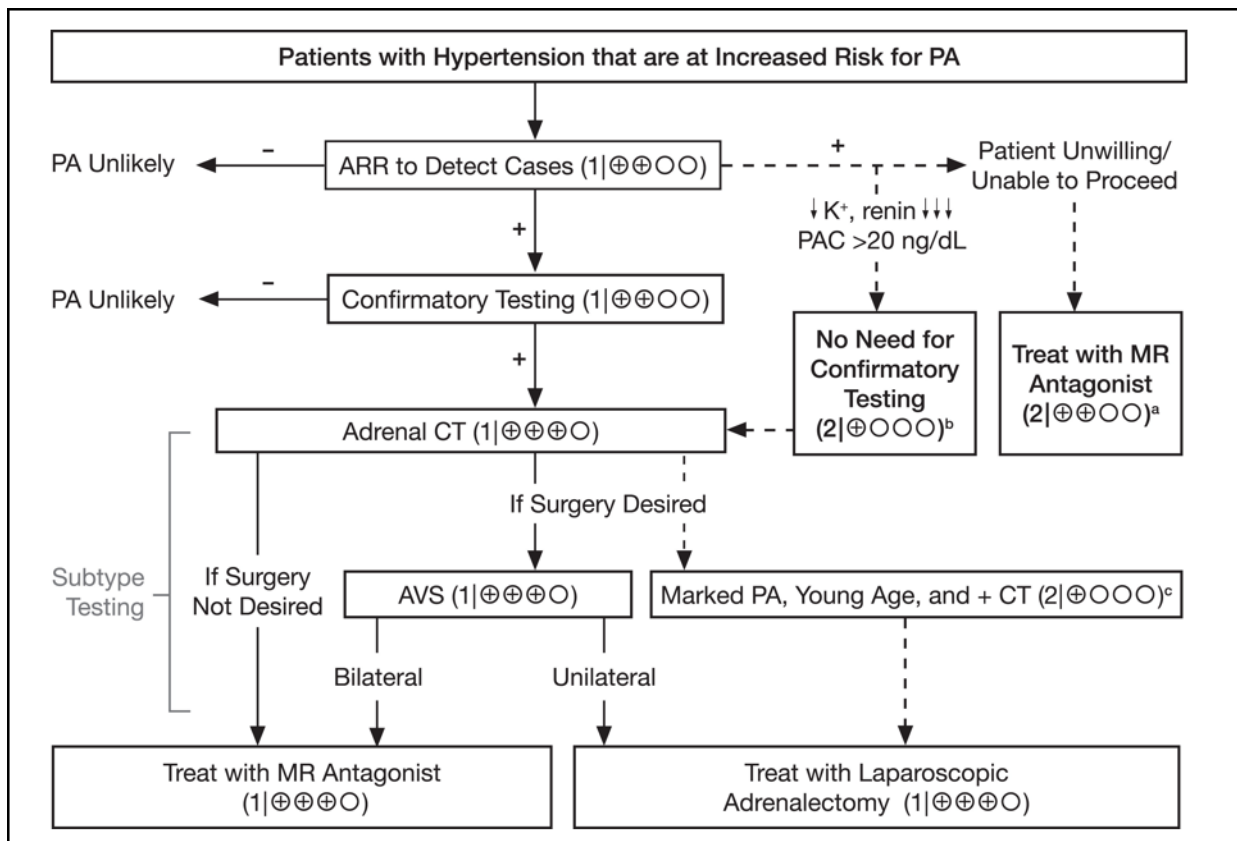 Patients with Hypertension that are at Increased Risk for PA
PA Unlikely
–
ARR to Detect Cases (1|⊕⊕○○)
+
Patient Unwilling/
Unable to Proceed
↓K⁺, renin ↓↓↓
PAC >20 ng/dL
+
PA Unlikely
–
Confirmatory Testing (1|⊕⊕○○)
No Need for
Confirmatory
Testing
(2|⊕○○○)ᵇ
Treat with MR
Antagonist
(2|⊕⊕○○)ᵃ
+
Adrenal CT (1|⊕⊕⊕○)
If Surgery Desired
Subtype
Testing
If Surgery
Not Desired
AVS (1|⊕⊕⊕○)
Marked PA, Young Age, and + CT (2|⊕○○○)ᶜ
Bilateral
Unilateral
Treat with MR Antagonist
(1|⊕⊕⊕○)
Treat with Laparoscopic
Adrenalectomy (1|⊕⊕⊕○)